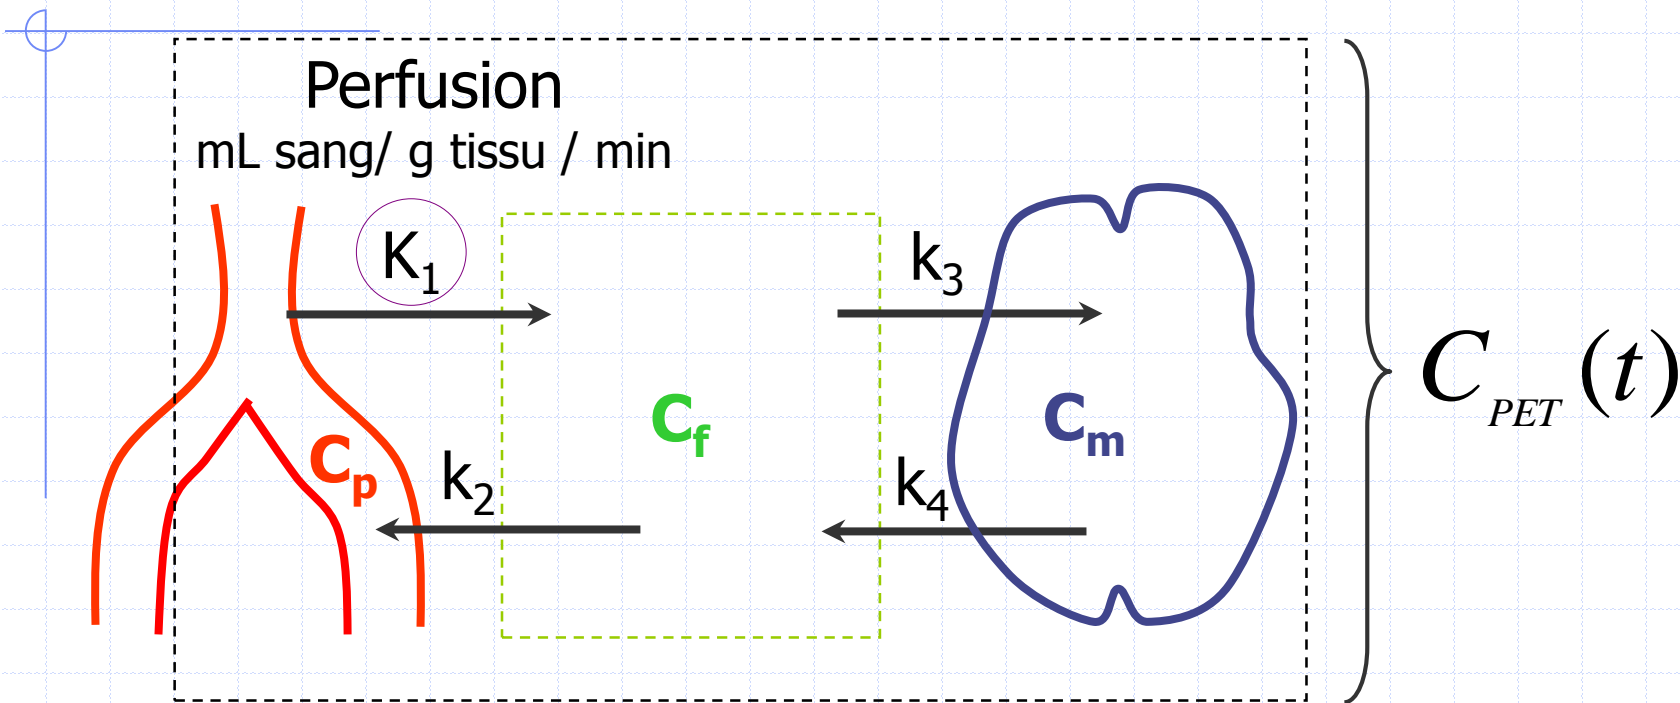 Perfusion
mL sang/ g tissu / min
K1
k3
Cf
Cm
Cp
k2
k4
CPET(t)